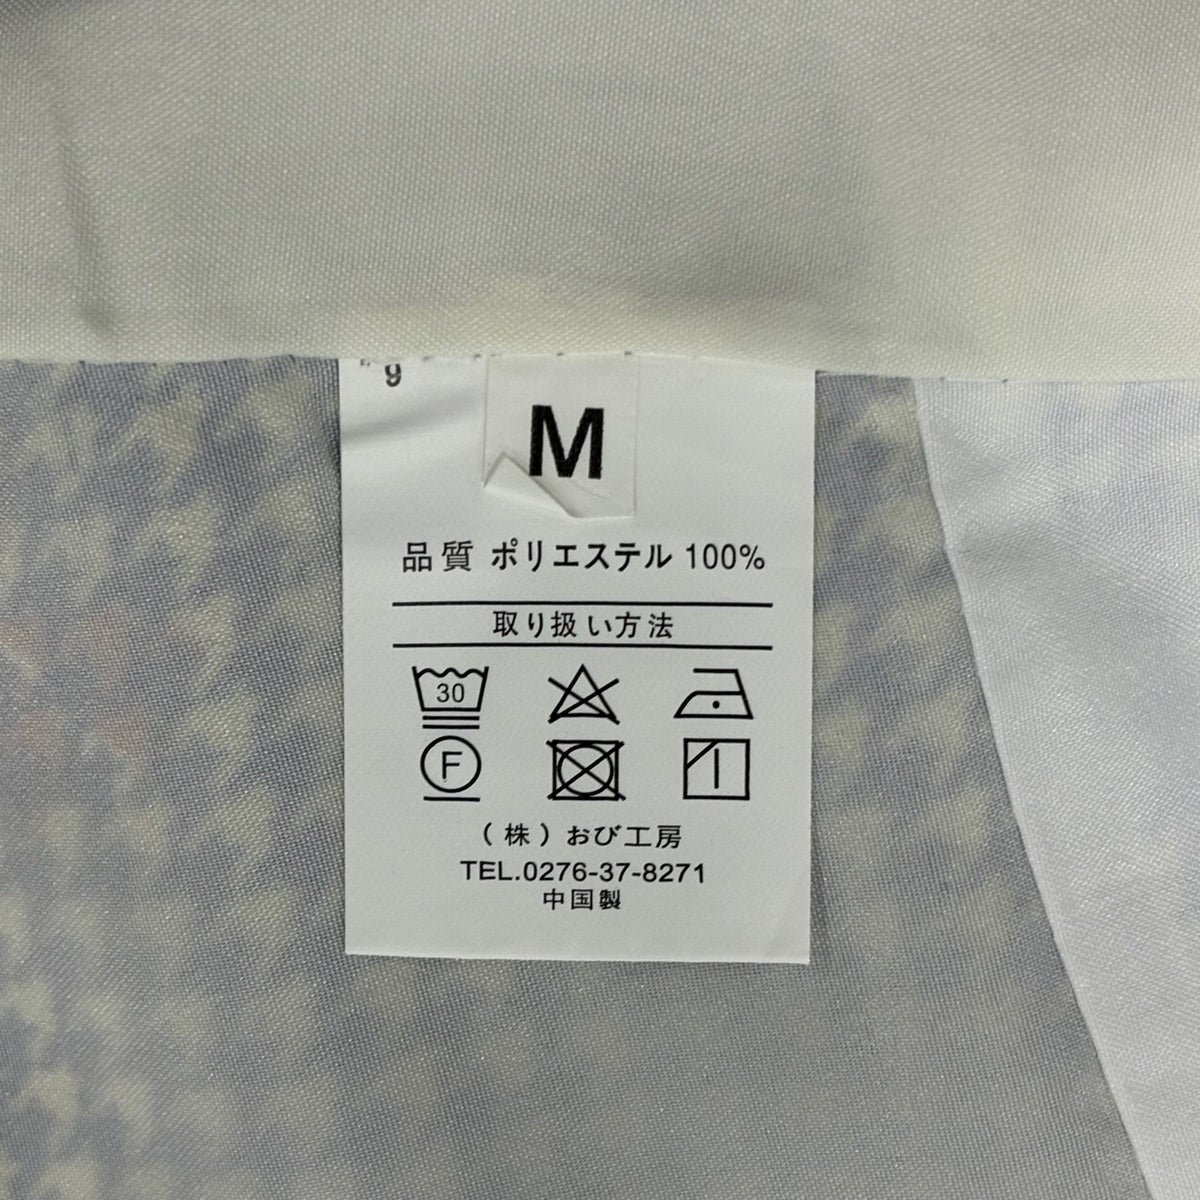 M
品質 ポリエステル 100%
取り扱い方法
30
F
(株)おび工房
TEL.0276-37-8271
中国製